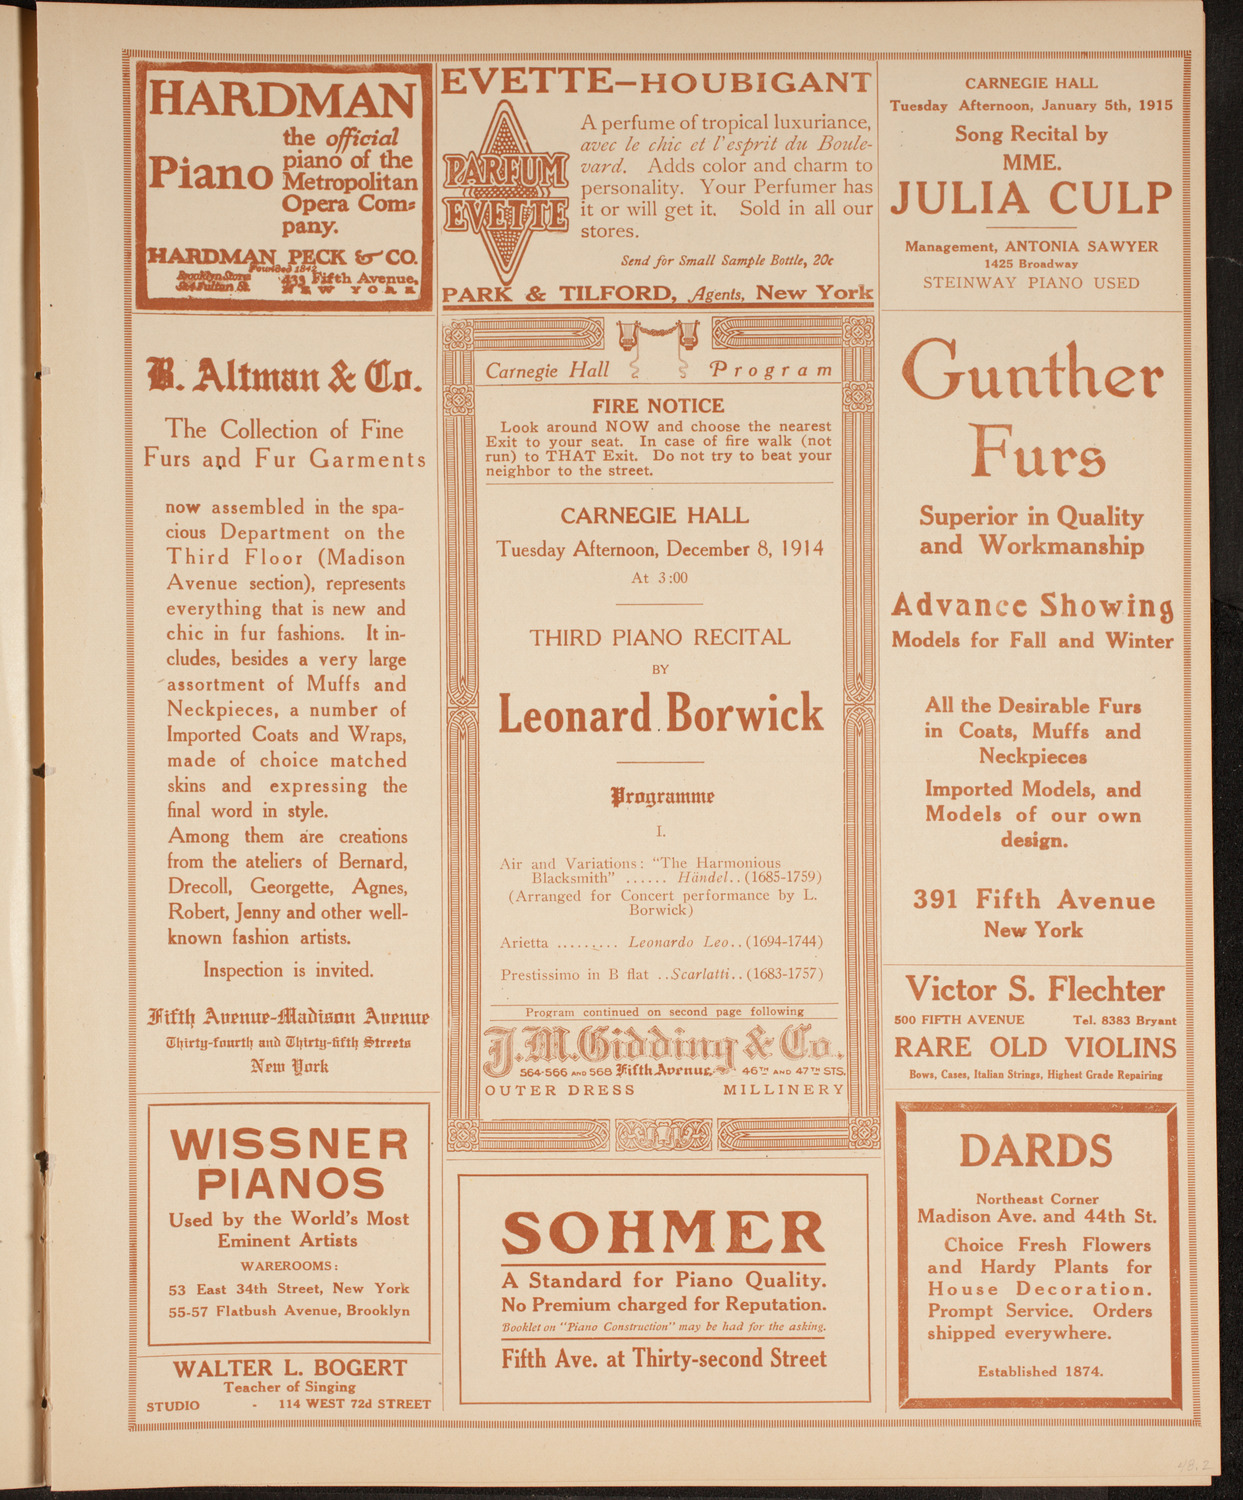 HARDMAN
Piano
the official
piano of the
Metropolitan
Opera Com=
pany.
HARDMAN PECK & CO.
Founded 1842
Brooklyn Store
524 Fulton St.
433 Fifth Avenue,
NEW YORK
B. Altman & Co.
The Collection of Fine
Furs and Fur Garments
now assembled in the spa-
cious Department on the
Third Floor (Madison
Avenue section), represents
everything that is new and
chic in fur fashions. It in-
cludes, besides a very large
assortment of Muffs and
Neckpieces, a number of
Imported Coats and Wraps,
made of choice matched
skins and expressing the
final word in style.
Among them are creations
from the ateliers of Bernard,
Drecoll, Georgette, Agnes,
Robert, Jenny and other well-
known fashion artists.
Inspection is invited.
Fifth Avenue-Madison Avenue
Thirty-fourth and Thirty-fifth Streets
New York
WISSNER
PIANOS
Used by the World's Most
Eminent Artists
WAREROOMS:
53 East 34th Street, New York
55-57 Flatbush Avenue, Brooklyn
WALTER L. BOGERT
Teacher of Singing
STUDIO - 114 WEST 72d STREET
EVETTE-HOUBIGANT
PARFUM
EVETTE
A perfume of tropical luxuriance,
avec le chic et l'esprit du Boule-
vard. Adds color and charm to
personality. Your Perfumer has
it or will get it. Sold in all our
stores.
Send for Small Sample Bottle, 20c
PARK & TILFORD, Agents, New York
Carnegie Hall Program
FIRE NOTICE
Look around NOW and choose the nearest
Exit to your seat. In case of fire walk (not
run) to THAT Exit. Do not try to beat your
neighbor to the street.
CARNEGIE HALL
Tuesday Afternoon, December 8, 1914
At 3:00
THIRD PIANO RECITAL
BY
Leonard Borwick
Programme
I.
Air and Variations: "The Harmonious
Blacksmith" ...... Händel..(1685-1759)
(Arranged for Concert performance by L.
Borwick)
Arietta ......... Leonardo Leo..(1694-1744)
Prestissimo in B flat ..Scarlatti..(1683-1757)
Program continued on second page following
J.M. Gidding & Co.
564-566 AND 568 Fifth Avenue, 46TH AND 47TH STS.
OUTER DRESS MILLINERY
SOHMER
A Standard for Piano Quality.
No Premium charged for Reputation.
Booklet on "Piano Construction" may be had for the asking.
Fifth Ave. at Thirty-second Street
CARNEGIE HALL
Tuesday Afternoon, January 5th, 1915
Song Recital by
MME.
JULIA CULP
Management, ANTONIA SAWYER
1425 Broadway
STEINWAY PIANO USED
Gunther
Furs
Superior in Quality
and Workmanship
Advance Showing
Models for Fall and Winter
All the Desirable Furs
in Coats, Muffs and
Neckpieces
Imported Models, and
Models of our own
design.
391 Fifth Avenue
New York
Victor S. Flechter
500 FIFTH AVENUE Tel. 8383 Bryant
RARE OLD VIOLINS
Bows, Cases, Italian Strings, Highest Grade Repairing
DARDS
Northeast Corner
Madison Ave. and 44th St.
Choice Fresh Flowers
and Hardy Plants for
House Decoration.
Prompt Service. Orders
shipped everywhere.
Established 1874.
48.2